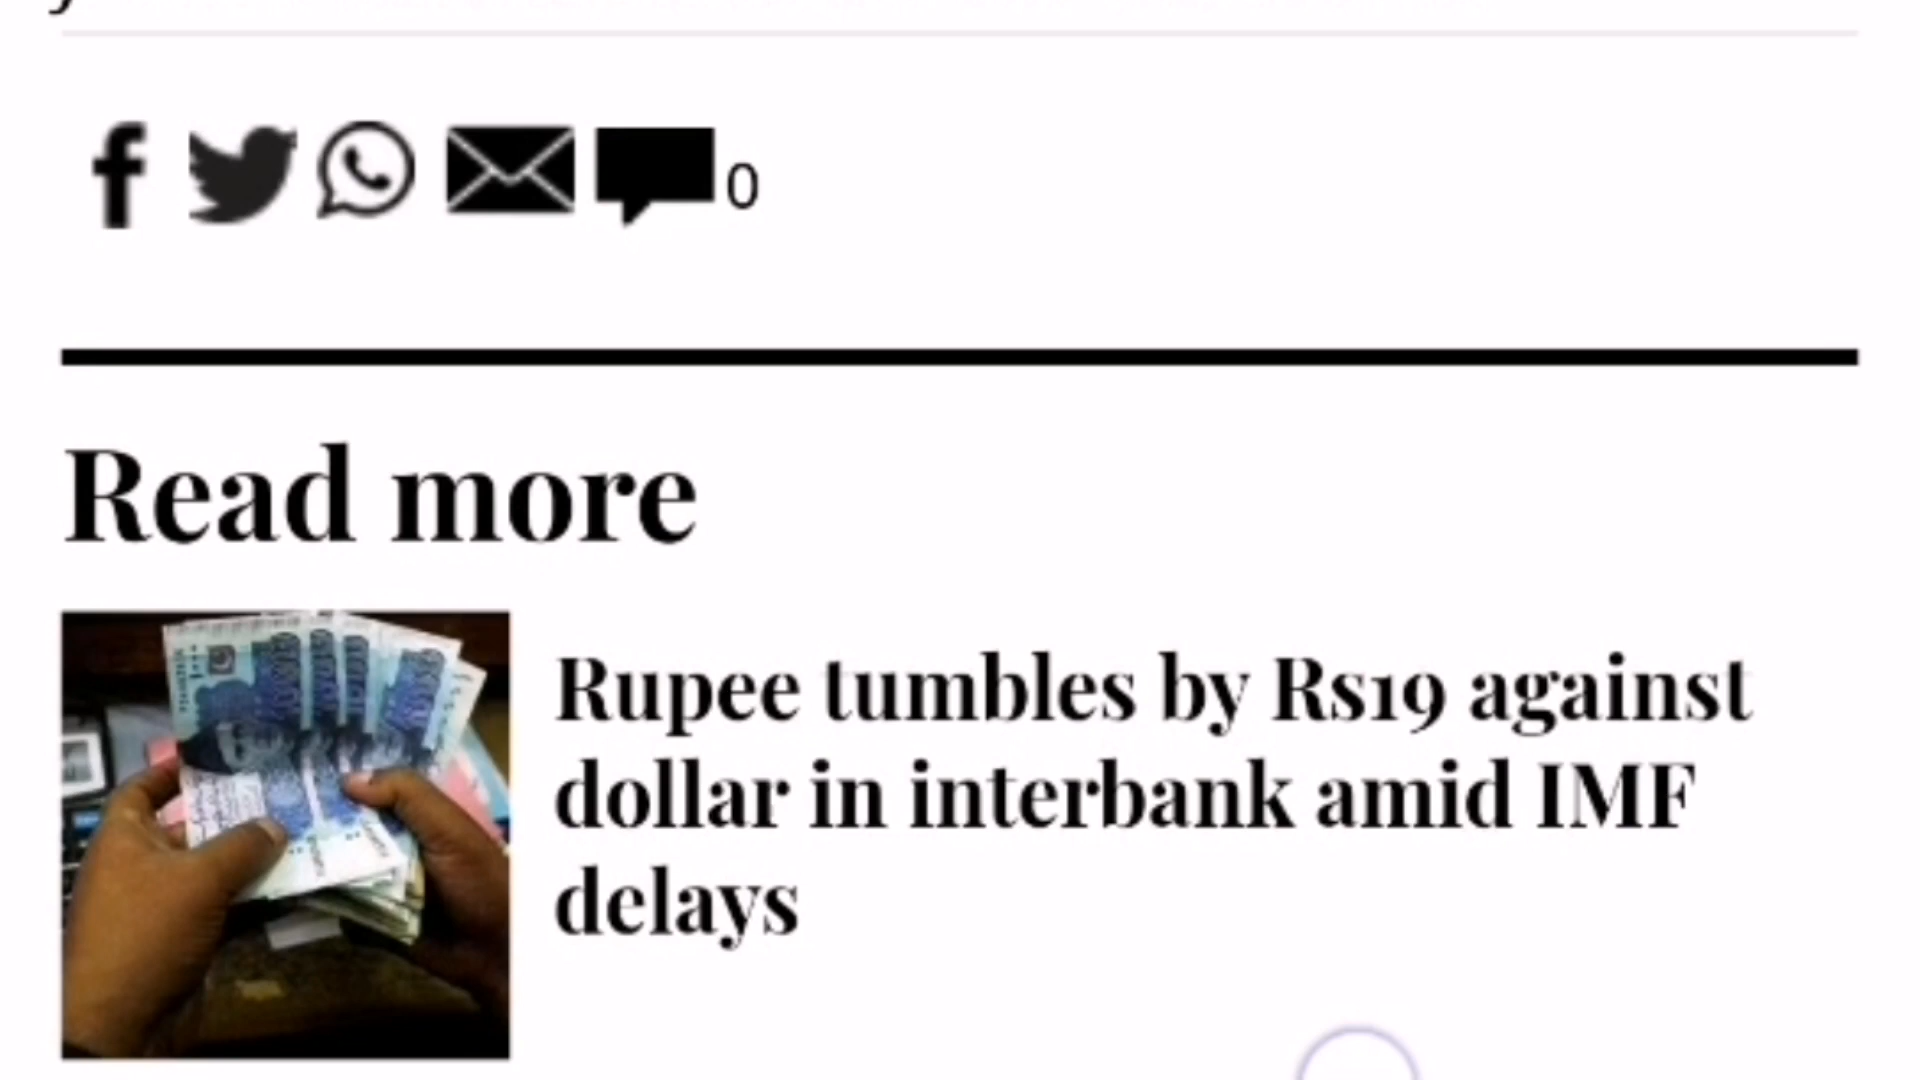 0
Read more
Rupee tumbles by Rs19 against
dollar in interbank amid IMF
delays